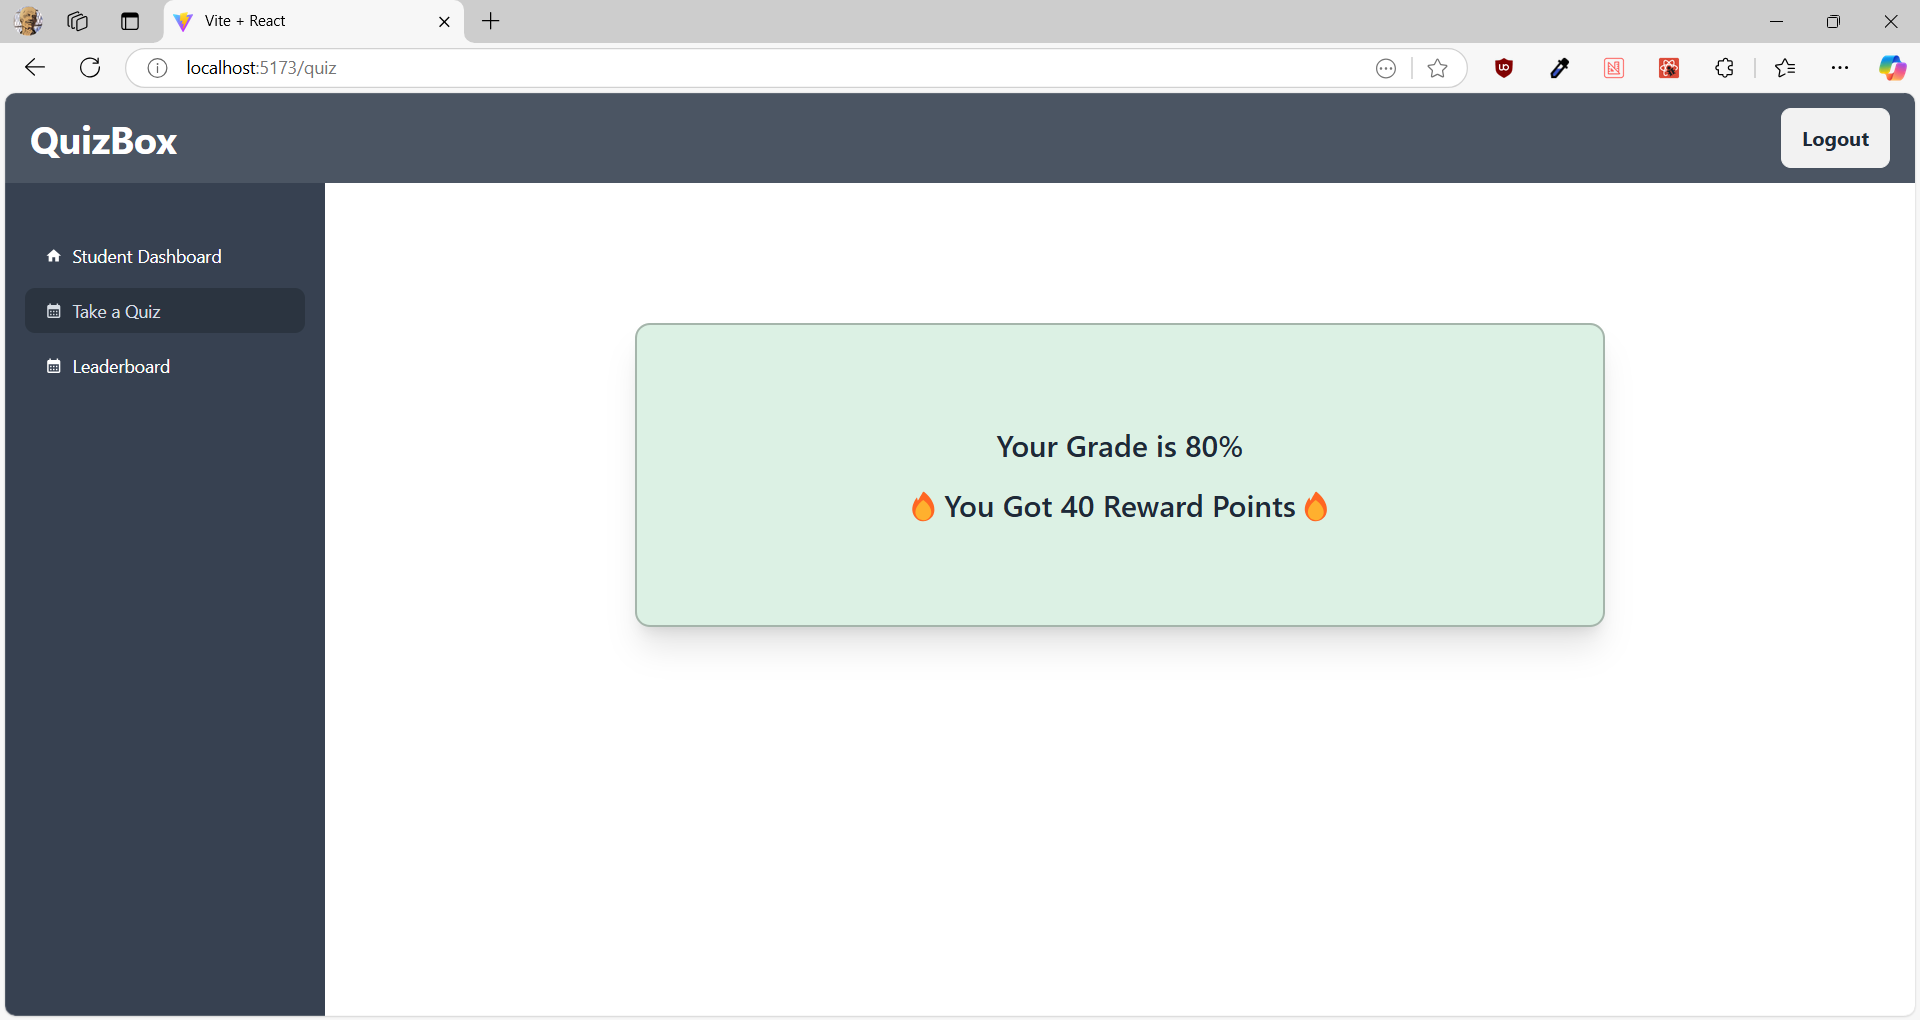 Vite + React
localhost:5173/quiz
QuizBox
Logout
Student Dashboard
Take a Quiz
Leaderboard
Your Grade is 80%
🔥 You Got 40 Reward Points 🔥